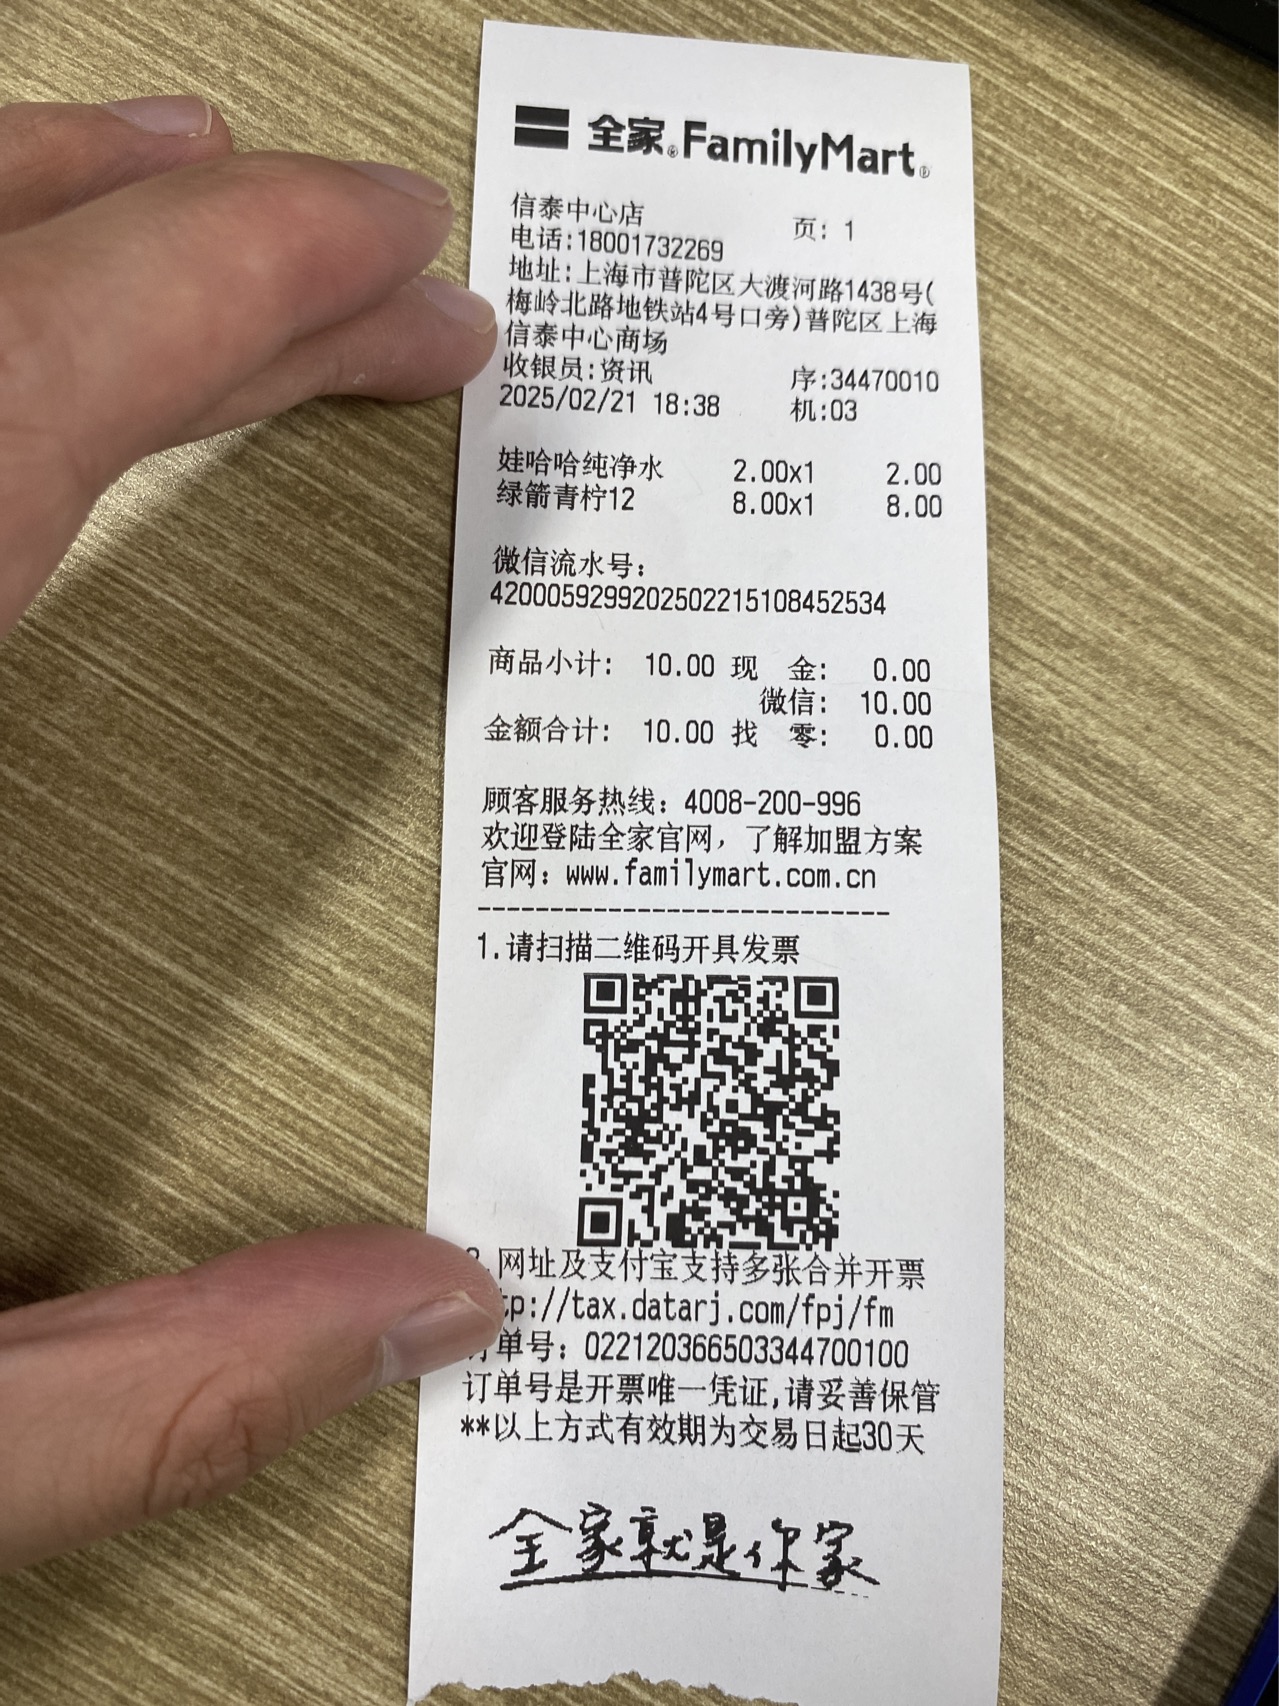 全家®FamilyMart®
信泰中心店 页: 1
电话:18001732269
地址:上海市普陀区大渡河路1438号(
梅岭北路地铁站4号口旁)普陀区上海
信泰中心商场
收银员:资讯 序:34470010
2025/02/21 18:38 机:03
娃哈哈纯净水 2.00x1 2.00
绿箭青柠12 8.00x1 8.00
微信流水号:
4200059299202502215108452534
商品小计: 10.00 现 金: 0.00
微信: 10.00
金额合计: 10.00 找 零: 0.00
顾客服务热线: 4008-200-996
欢迎登陆全家官网，了解加盟方案
官网: www.familymart.com.cn
-----------------------------
1.请扫描二维码开具发票
网址及支付宝支持多张合并开票
tp://tax.datarj.com/fpj/fm
单号: 022120366503344700100
订单号是开票唯一凭证,请妥善保管
**以上方式有效期为交易日起30天
全家就是你家